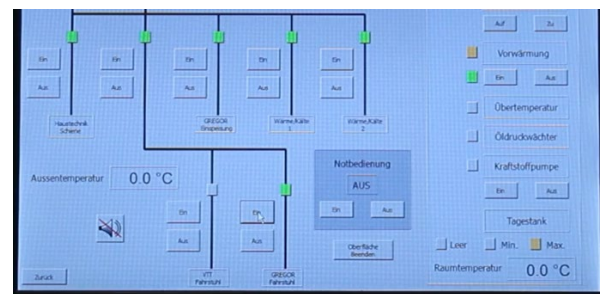 Auf Zu
Vorwärmung
Ein Ein Ein Ein Ein
Ein Aus
Aus Aus Aus Aus Aus
Übertemperatur
Haustechnik
Schiene
GREGOR
Einspeisung
Wärme/Kälte
1
Wärme/Kälte
2
Öldruckwächter
Notbedienung
Kraftstoffpumpe
Aussentemperatur 0.0 °C
AUS
Ein Aus
Ein Ein
Ein Aus
Tagestank
Aus Aus
Oberfläche
Beenden
Leer Min. Max.
Zurück
VTT
Fahrstuhl
GREGOR
Fahrstuhl
Raumtemperatur 0.0 °C